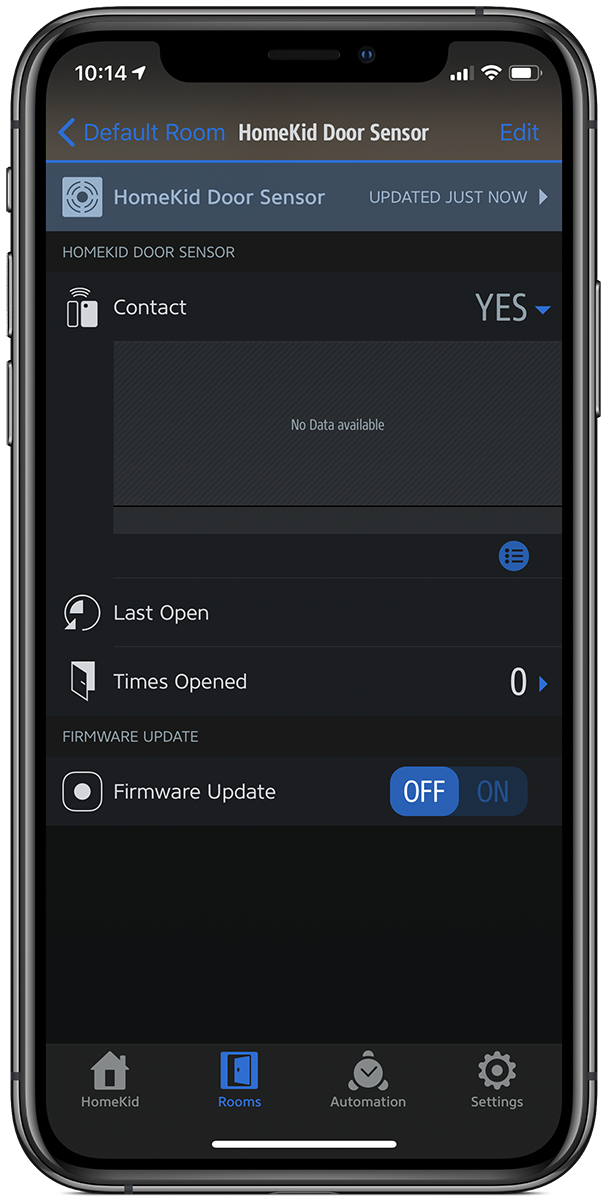 10:14
Default Room HomeKid Door Sensor Edit
HomeKid Door Sensor UPDATED JUST NOW
HOMEKID DOOR SENSOR
Contact YES
No Data available
Last Open
Times Opened 0
FIRMWARE UPDATE
Firmware Update OFF ON
HomeKid Rooms Automation Settings